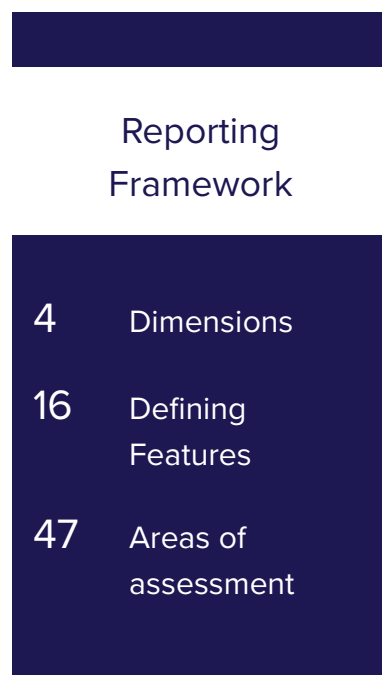 Reporting
Framework
4 Dimensions
16 Defining
Features
47 Areas of
assessment